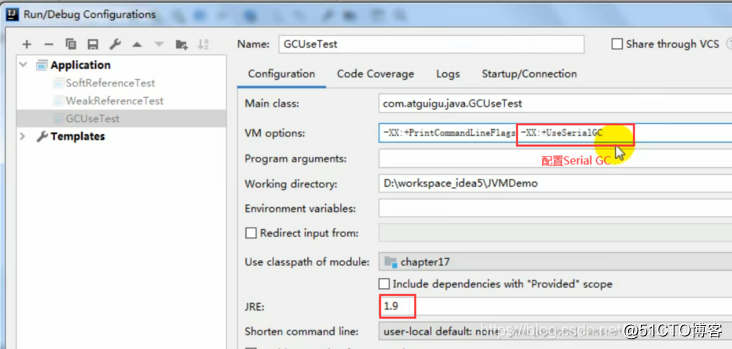 Run/Debug Configurations
Name: GCUseTest Share through VCS
Application
SoftReferenceTest
WeakReferenceTest
GCUseTest
Templates
Configuration Code Coverage Logs Startup/Connection
Main class: com.atguigu.java.GCUseTest
VM options: -XX:+PrintCommandLineFlags -XX:+UseSerialGC
配置Serial GC
Program arguments:
Working directory: D:\workspace_idea5\JVMDemo
Environment variables:
Redirect input from:
Use classpath of module: chapter17
Include dependencies with "Provided" scope
JRE: 1.9
Shorten command line: user-local default: none
@51CTO博客